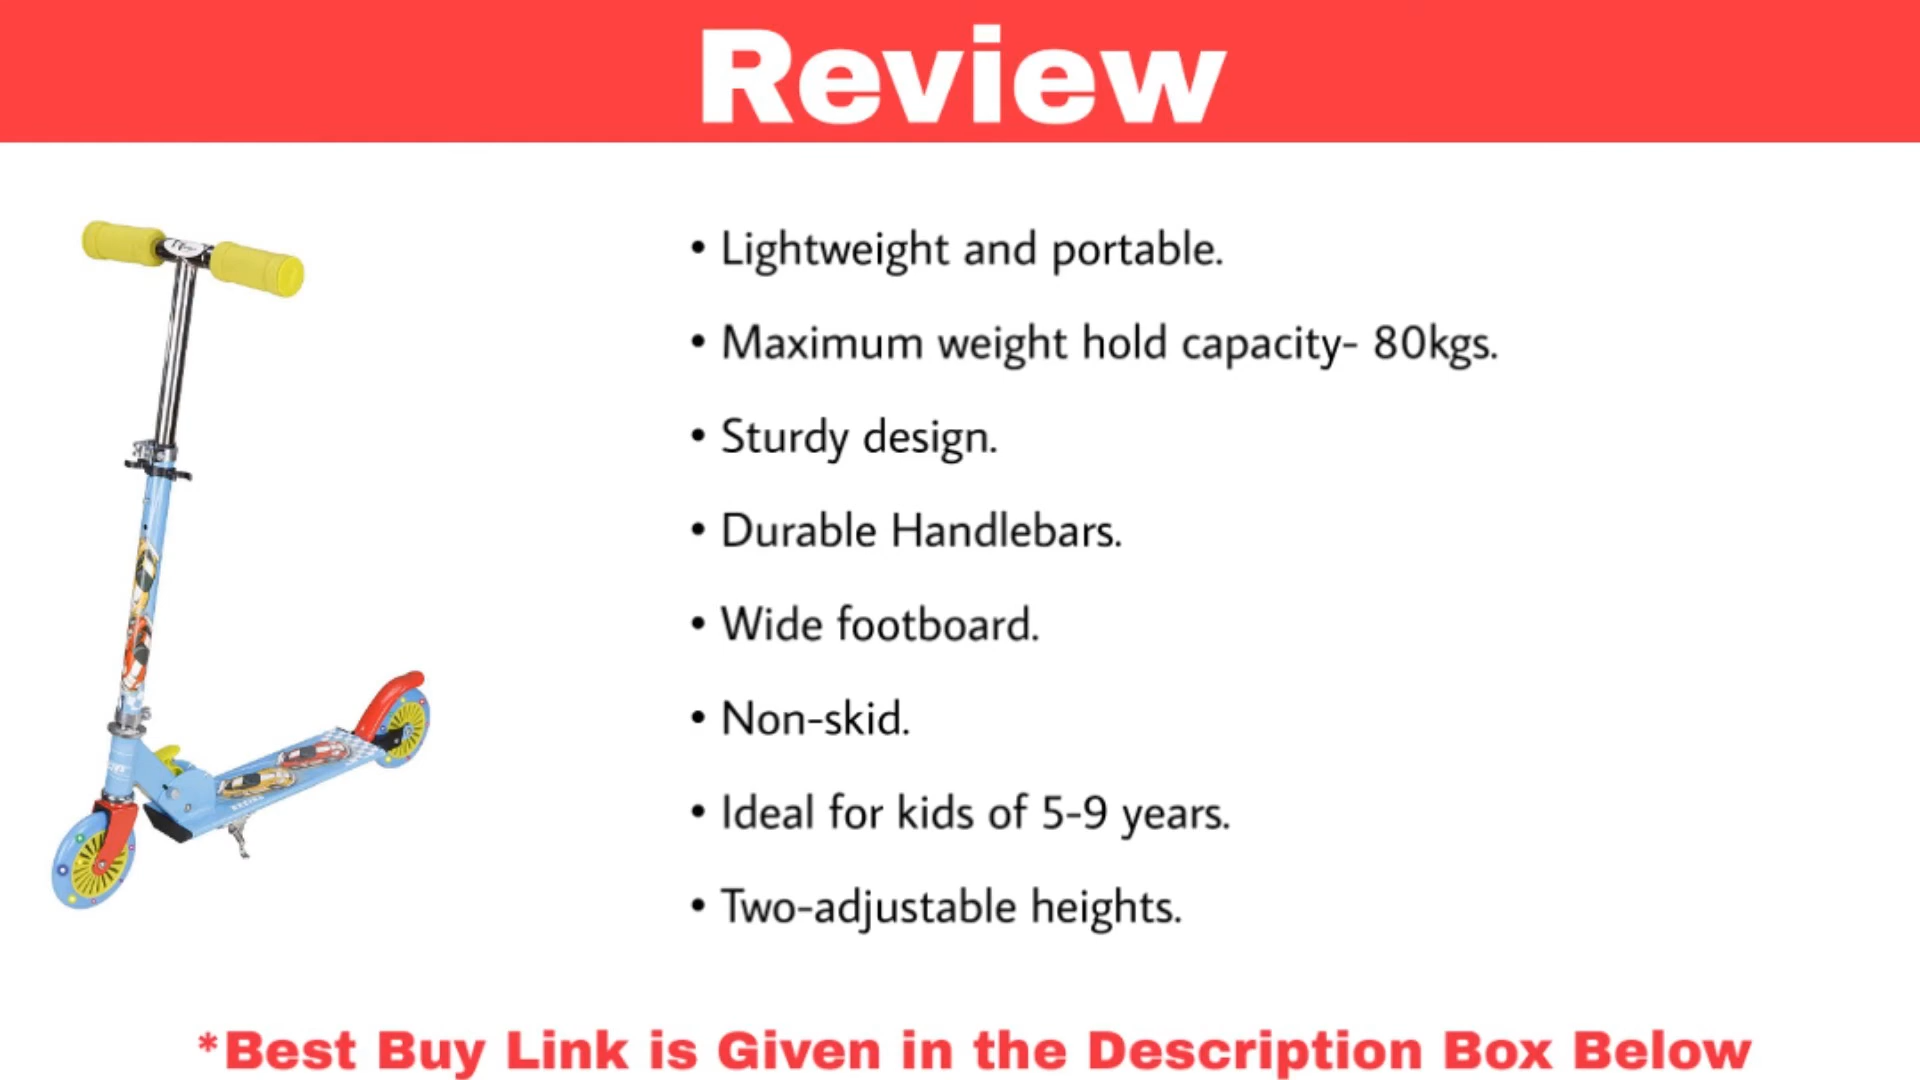 Review
• Lightweight and portable.
• Maximum weight hold capacity- 80kgs.
• Sturdy design.
• Durable Handlebars.
• Wide footboard.
• Non-skid.
• Ideal for kids of 5-9 years.
• Two-adjustable heights.
*Best Buy Link is Given in the Description Box Below